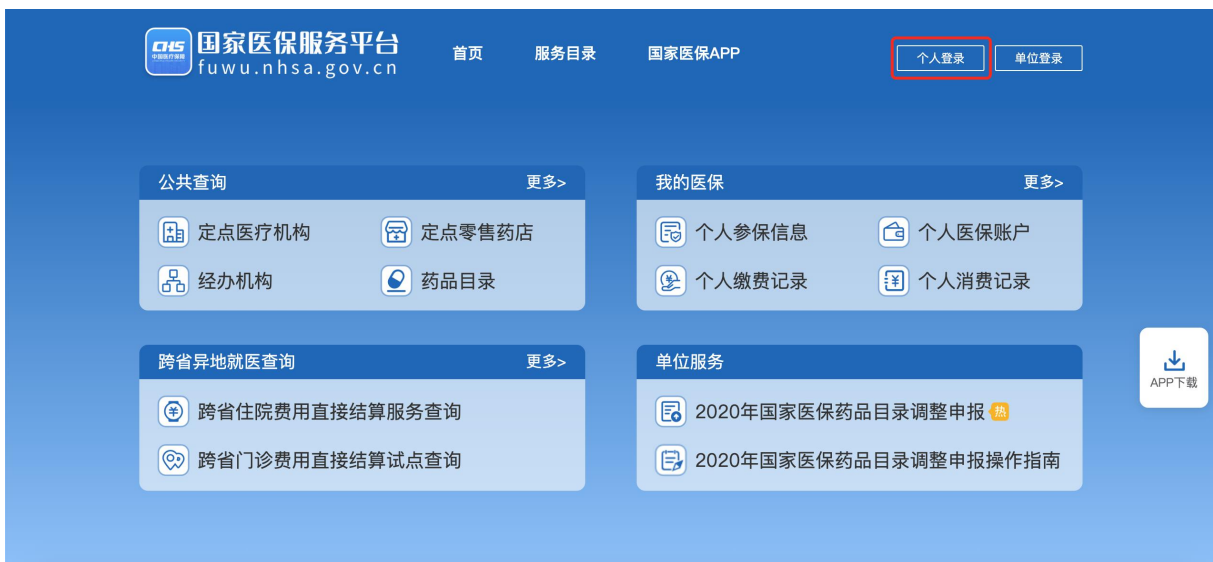 CHS
中国医疗保障
国家医保服务平台
fuwu.nhsa.gov.cn
首页 服务目录 国家医保APP 个人登录 单位登录
公共查询 更多>
定点医疗机构 定点零售药店
经办机构 药品目录
我的医保 更多>
个人参保信息 个人医保账户
个人缴费记录 个人消费记录
跨省异地就医查询 更多>
跨省住院费用直接结算服务查询
跨省门诊费用直接结算试点查询
单位服务
2020年国家医保药品目录调整申报 热
2020年国家医保药品目录调整申报操作指南
APP下载